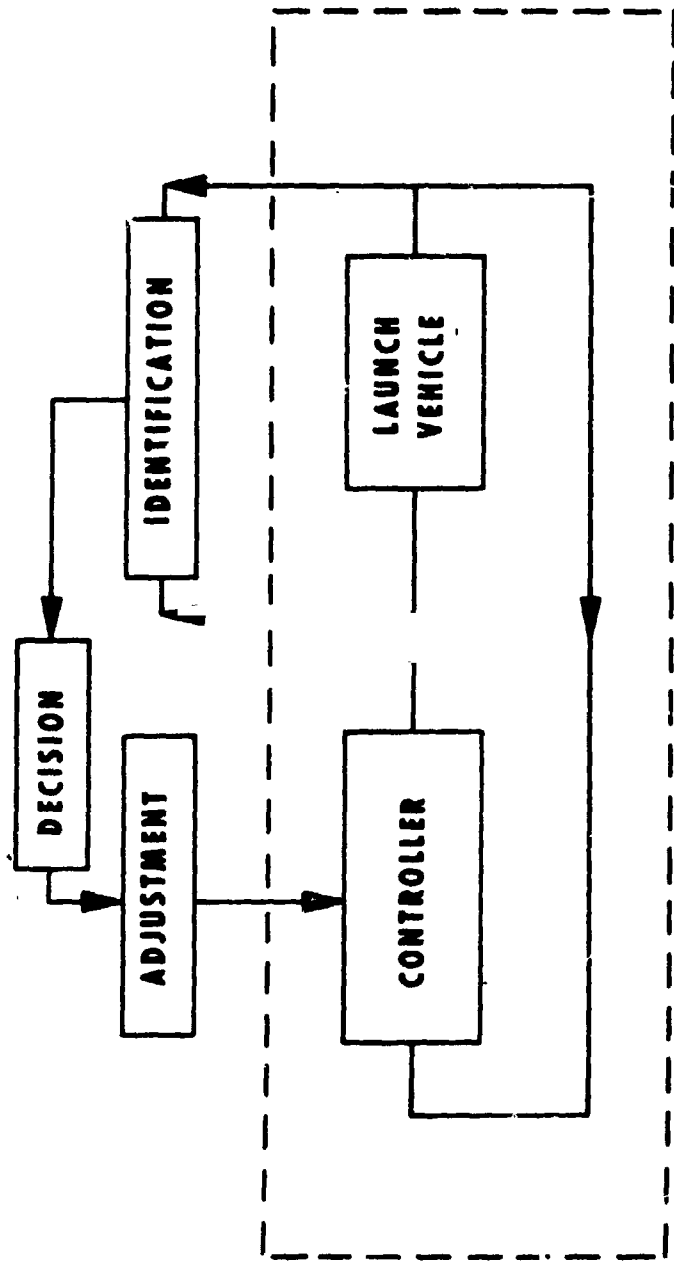 DECISION
ADJUSTMENT
IDENTIFICATION
CONTROLLER
LAUNCH
VEHICLE